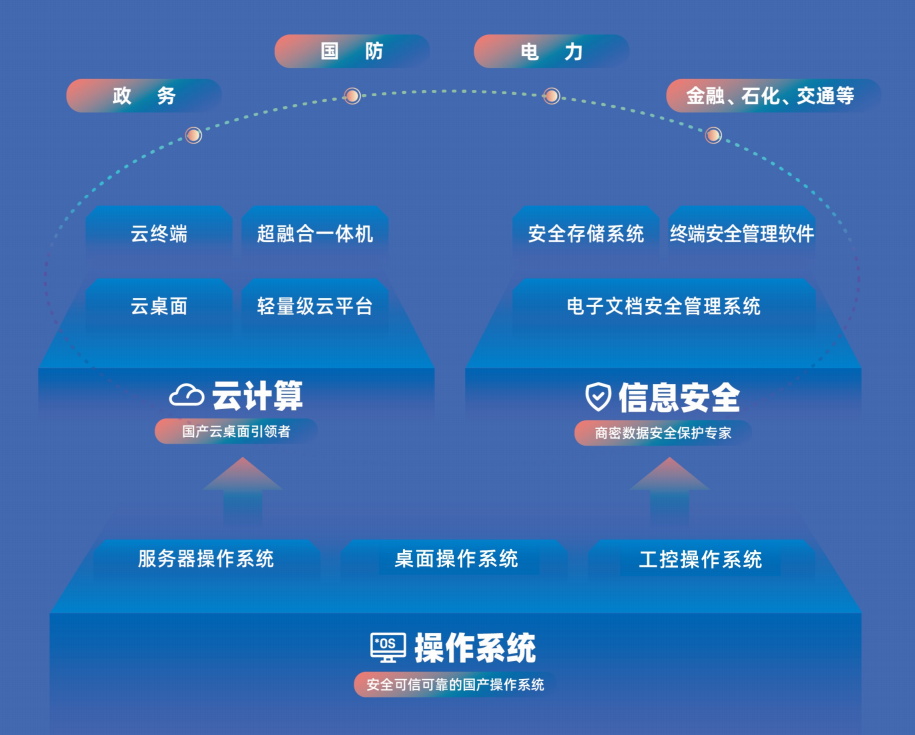 国 防
电 力
政 务
金融、石化、交通等
云终端
超融合一体机
安全存储系统
终端安全管理软件
云桌面
轻量级云平台
电子文档安全管理系统
云计算
国产云桌面引领者
信息安全
商密数据安全保护专家
服务器操作系统
桌面操作系统
工控操作系统
OS
操作系统
安全可信可靠的国产操作系统